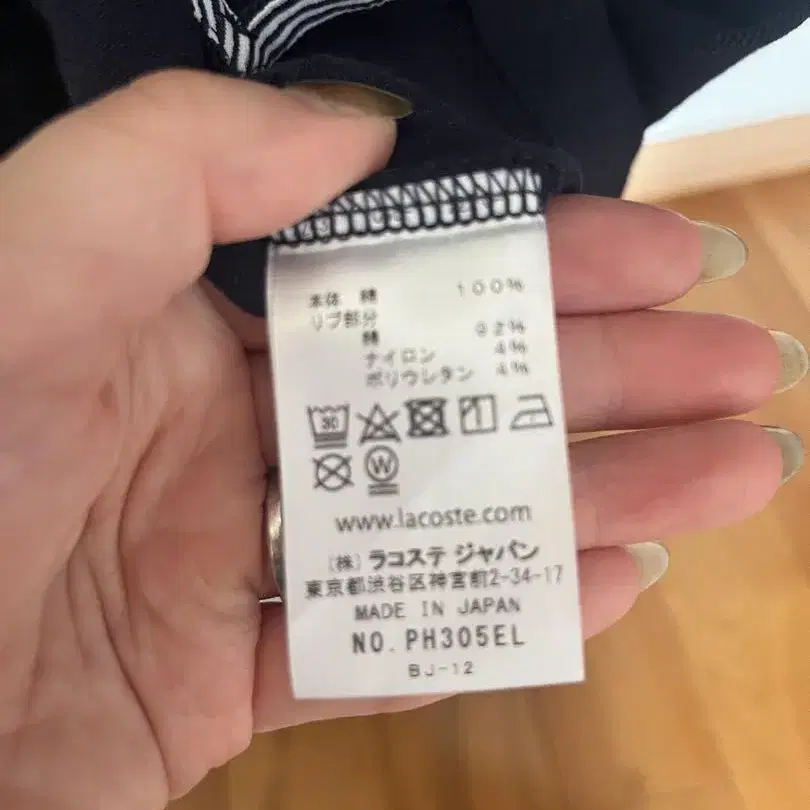 本体 綿 100%
リブ部分
綿 92%
ナイロン 4%
ポリウレタン 4%
30
W
www.lacoste.com
(株) ラコステ ジャパン
東京都渋谷区神宮前2-34-17
MADE IN JAPAN
NO. PH305EL
BJ-12